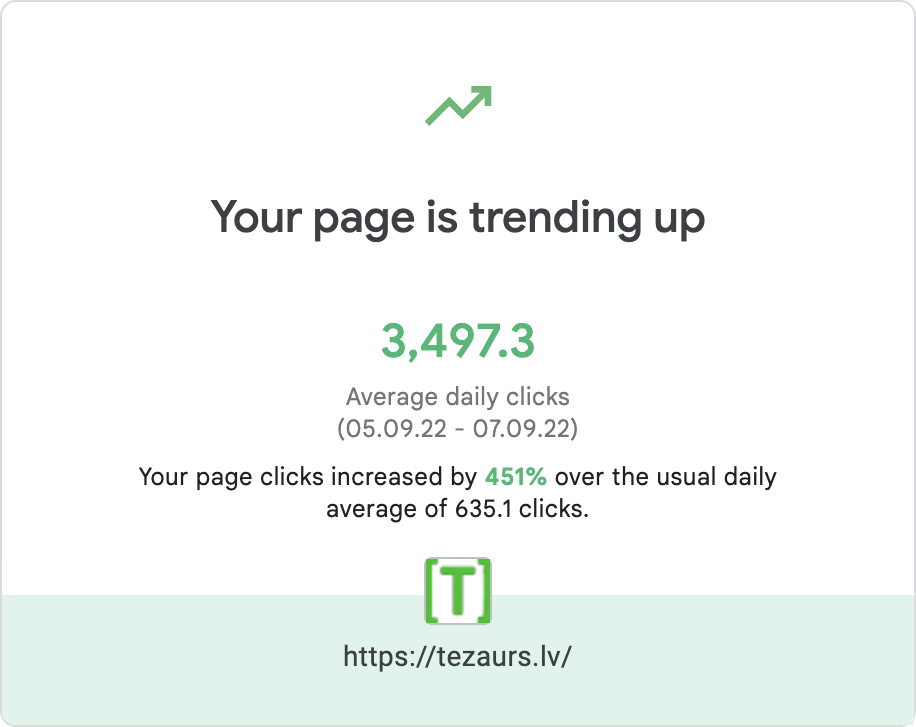 Your page is trending up
3,497.3
Average daily clicks
(05.09.22 - 07.09.22)
Your page clicks increased by 451% over the usual daily
average of 635.1 clicks.
[T]
https://tezaurs.lv/